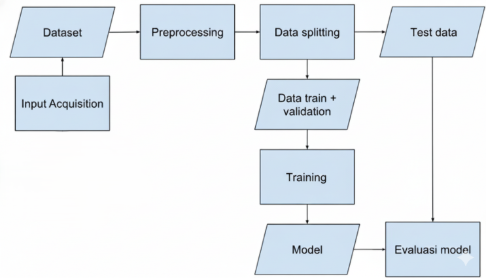 Dataset
Preprocessing
Data splitting
Test data
Input Acquisition
Data train +
validation
Training
Model
Evaluasi model